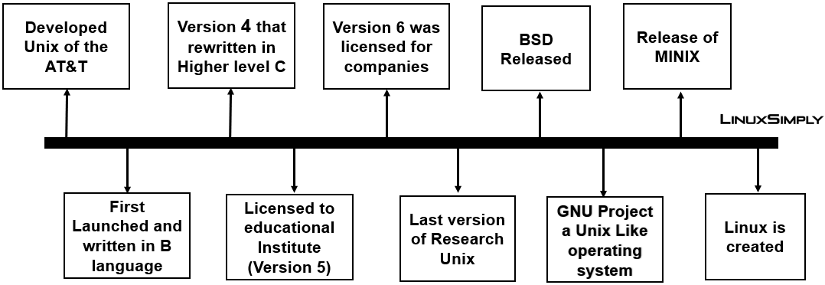 Developed
Unix of the
AT&T
Version 4 that
rewritten in
Higher level C
Version 6 was
licensed for
companies
BSD
Released
Release of
MINIX
LinuxSimply
First
Launched and
written in B
language
Licensed to
educational
Institute
(Version 5)
Last version
of Research
Unix
GNU Project
a Unix Like
operating
system
Linux is
created